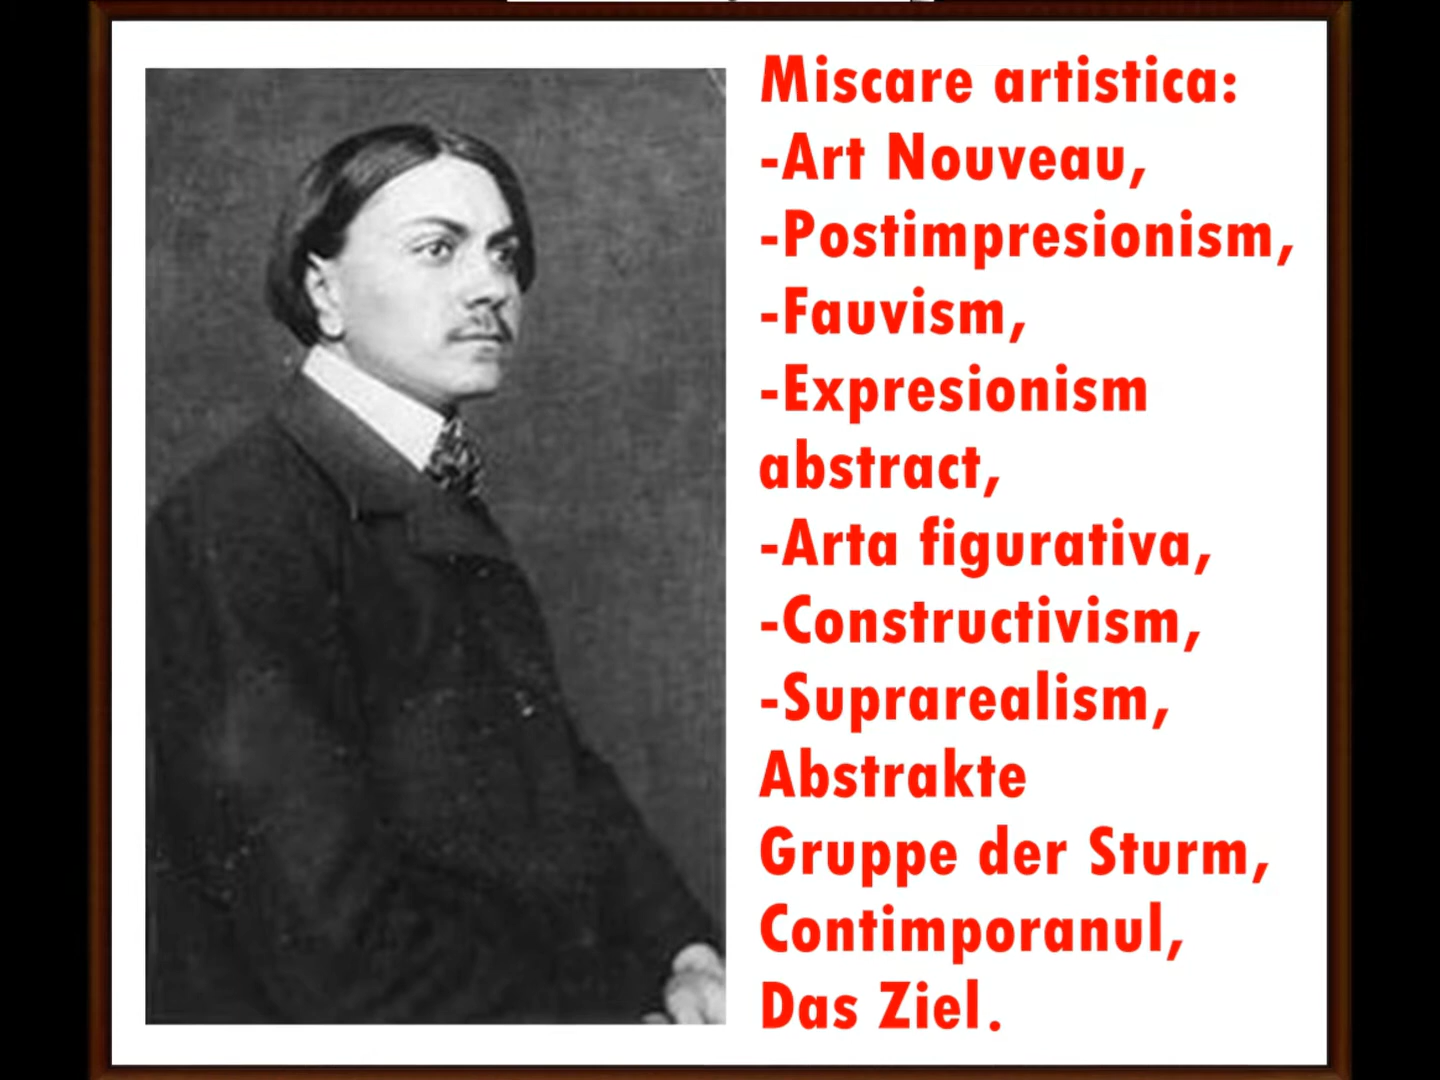 Miscare artistica:
-Art Nouveau,
-Postimpresionism,
-Fauvism,
-Expresionism
abstract,
-Arta figurativa,
-Constructivism,
-Suprarealism,
Abstrakte
Gruppe der Sturm,
Contimporanul,
Das Ziel.